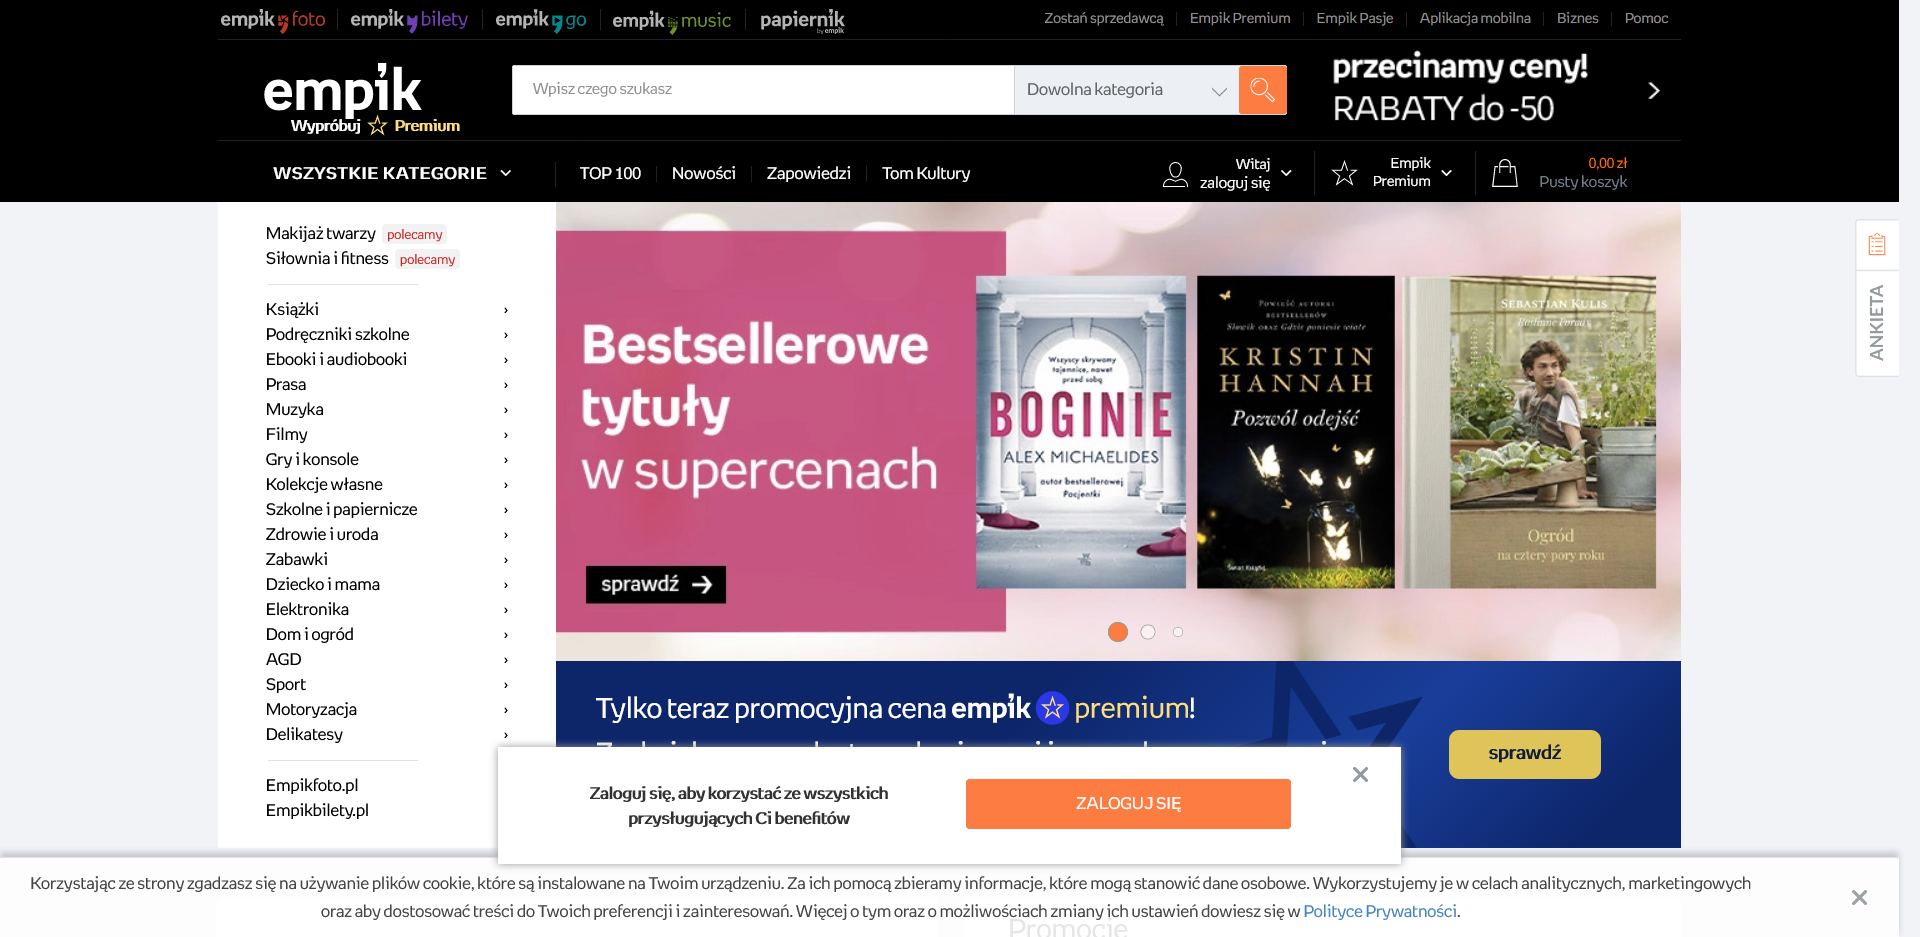 empik foto
empik bilety
empik go
empik music
papiernik
by empik
Zostań sprzedawcą
Empik Premium
Empik Pasje
Aplikacja mobilna
Biznes
Pomoc
empik
Wypróbuj Premium
Wpisz czego szukasz
Dowolna kategoria
przecinamy ceny!
RABATY do -50
WSZYSTKIE KATEGORIE
TOP 100
Nowości
Zapowiedzi
Tom Kultury
Witaj
zaloguj się
Empik
Premium
0,00 zł
Pusty koszyk
Makijaż twarzy polecamy
Siłownia i fitness polecamy
Książki
Podręczniki szkolne
Ebooki i audiobooki
Prasa
Muzyka
Filmy
Gry i konsole
Kolekcje własne
Szkolne i papiernicze
Zdrowie i uroda
Zabawki
Dziecko i mama
Elektronika
Dom i ogród
AGD
Sport
Motoryzacja
Delikatesy
Empikfoto.pl
Empikbilety.pl
Bestsellerowe
tytuły
w supercenach
sprawdź
Wszyscy skrywamy
tajemnice, nawet
przed sobą
BOGINIE
ALEX MICHAELIDES
autor bestsellerowej
Pacjentki
POWIEŚĆ AUTORKI
BESTSELLERÓW
Słowik oraz Gdzie poniesie wiatr
KRISTIN
HANNAH
Pozwól odejść
Świat Książki
SEBASTIAN KULIS
Roślinne Porady
Ogród
na cztery pory roku
ANKIETA
Tylko teraz promocyjna cena empik premium!
sprawdź
Zaloguj się, aby korzystać ze wszystkich
przysługujących Ci benefitów
ZALOGUJ SIĘ
Korzystając ze strony zgadzasz się na używanie plików cookie, które są instalowane na Twoim urządzeniu. Za ich pomocą zbieramy informacje, które mogą stanowić dane osobowe. Wykorzystujemy je w celach analitycznych, marketingowych
oraz aby dostosować treści do Twoich preferencji i zainteresowań. Więcej o tym oraz o możliwościach zmiany ich ustawień dowiesz się w Polityce Prywatności.
Promocje